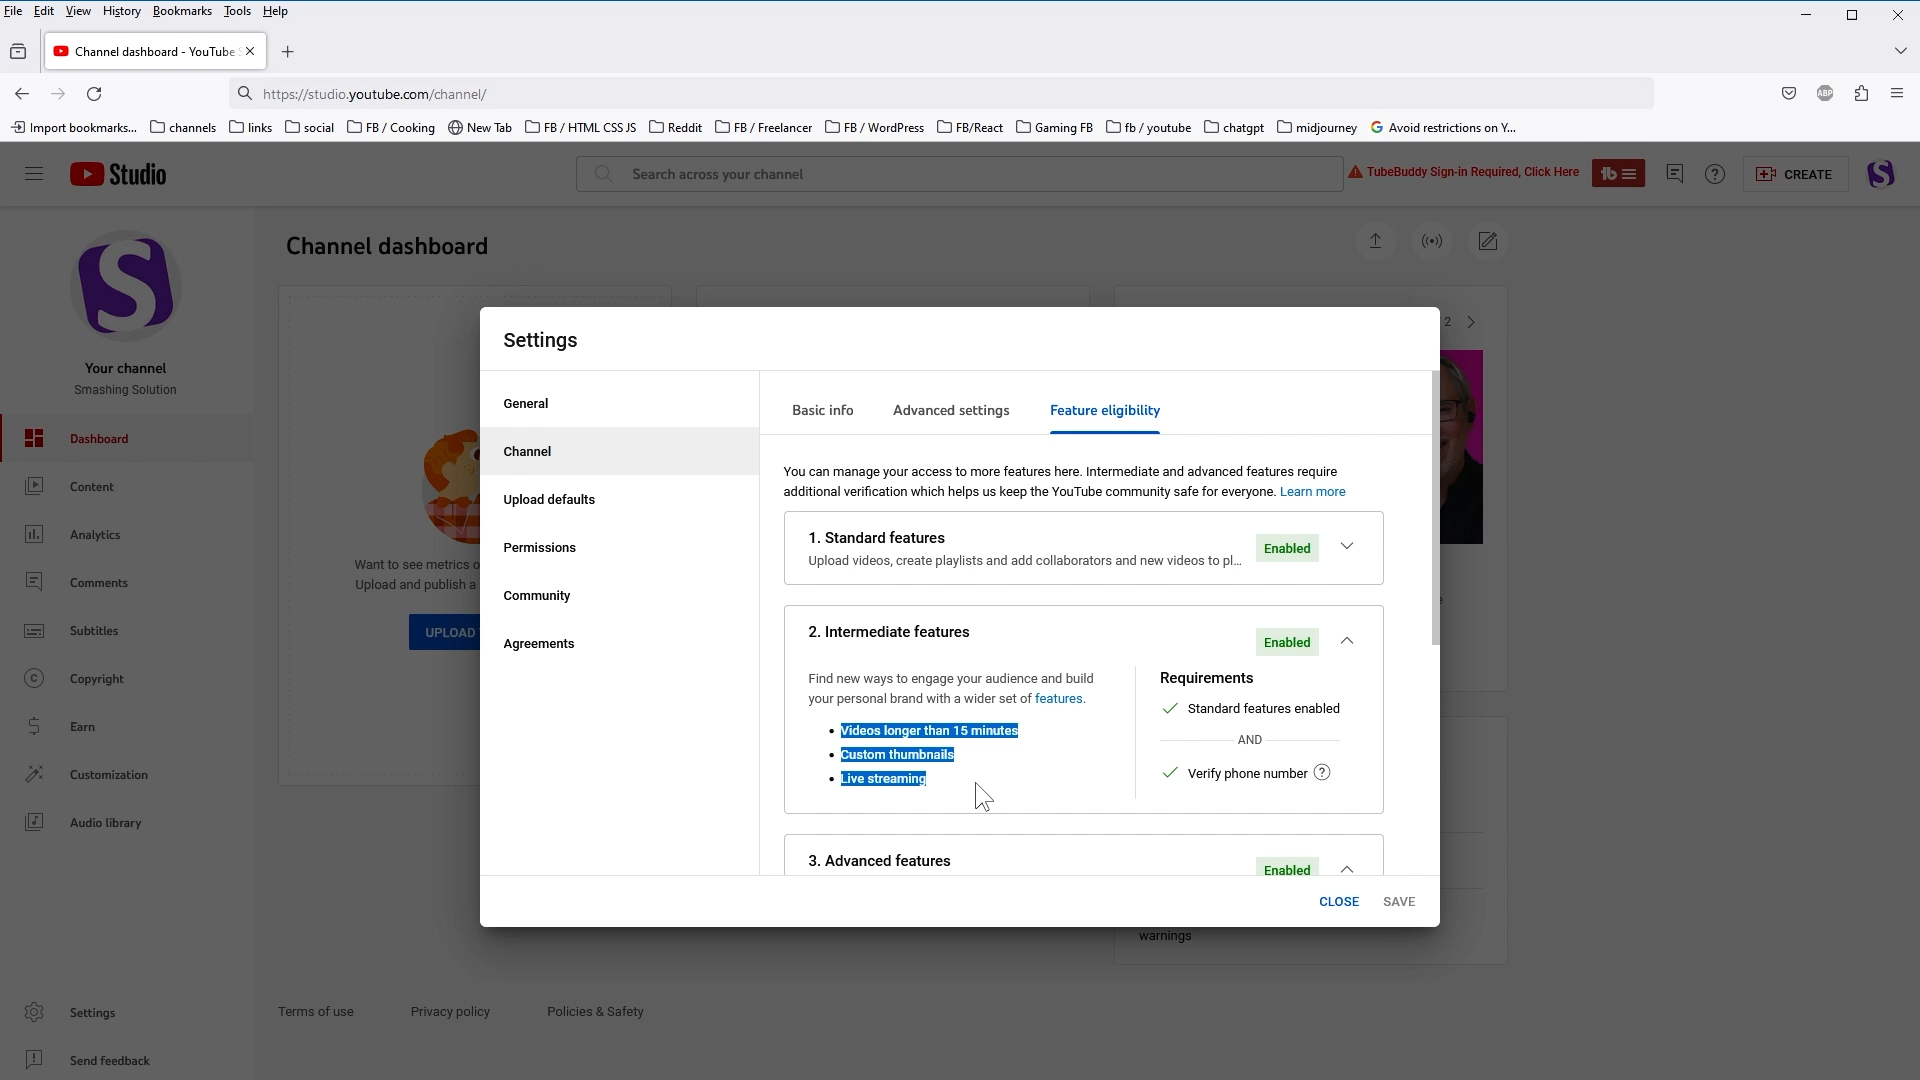 File Edit View History Bookmarks Tools Help
Channel dashboard - YouTube S
https://studio.youtube.com/channel/
ABP
Import bookmarks... channels links social FB / Cooking New Tab FB / HTML CSS JS Reddit FB / Freelancer FB / WordPress FB/React Gaming FB fb / youtube chatgpt midjourney Avoid restrictions on Y...
Studio
Search across your channel
TubeBuddy Sign-in Required, Click Here
CREATE
Channel dashboard
Your channel
Smashing Solution
Dashboard
Content
Analytics
Comments
Subtitles
Copyright
Earn
Customization
Audio library
Settings
Send feedback
Want to see metrics o
Upload and publish a
UPLOAD
2
Settings
General
Channel
Upload defaults
Permissions
Community
Agreements
Basic info Advanced settings Feature eligibility
You can manage your access to more features here. Intermediate and advanced features require
additional verification which helps us keep the YouTube community safe for everyone. Learn more
1. Standard features
Upload videos, create playlists and add collaborators and new videos to pl...
Enabled
2. Intermediate features
Enabled
Find new ways to engage your audience and build
your personal brand with a wider set of features.
• Videos longer than 15 minutes
• Custom thumbnails
• Live streaming
Requirements
Standard features enabled
AND
Verify phone number
3. Advanced features
Enabled
CLOSE SAVE
warnings
Terms of use Privacy policy Policies & Safety